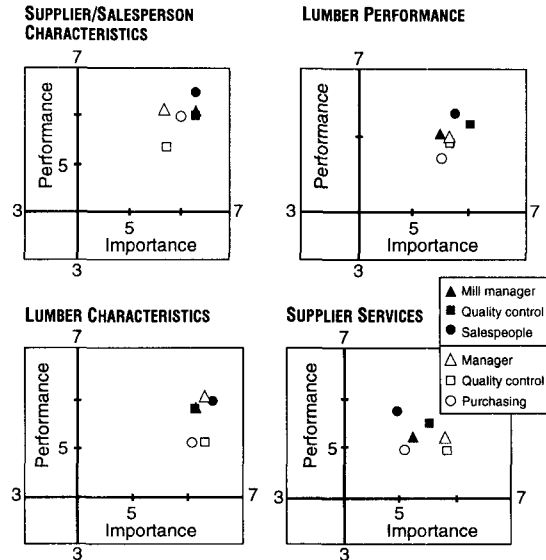 SUPPLIER/SALESPERSON
CHARACTERISTICS
7
Performance
5
3
5
7
Importance
3
LUMBER PERFORMANCE
7
Performance
3
5
7
Importance
3
Mill manager
Quality control
Salespeople
Manager
Quality control
Purchasing
LUMBER CHARACTERISTICS
7
Performance
5
3
5
7
Importance
3
SUPPLIER SERVICES
7
Performance
5
3
5
7
Importance
3